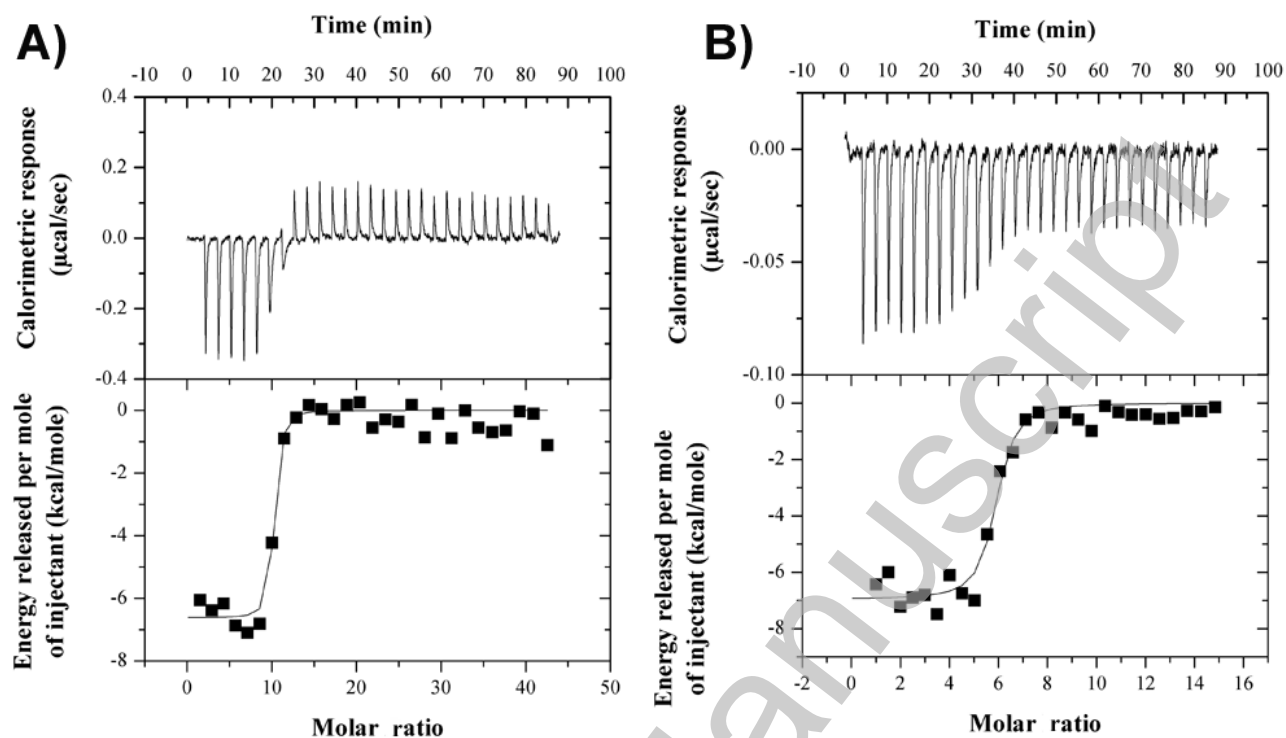 A)
Time (min)
-10 0 10 20 30 40 50 60 70 80 90 100
Calorimetric response
(µcal/sec)
0.4
0.2
0.0
-0.2
-0.4
Energy released per mole
of injectant (kcal/mole)
0
-2
-4
-6
-8
0 10 20 30 40 50
Molar ratio
B)
Time (min)
-10 0 10 20 30 40 50 60 70 80 90 100
Calorimetric response
(µcal/sec)
0.00
-0.05
-0.10
Energy released per mole
of injectant (kcal/mole)
0
-2
-4
-6
-8
-2 0 2 4 6 8 10 12 14 16
Molar ratio
anuscript